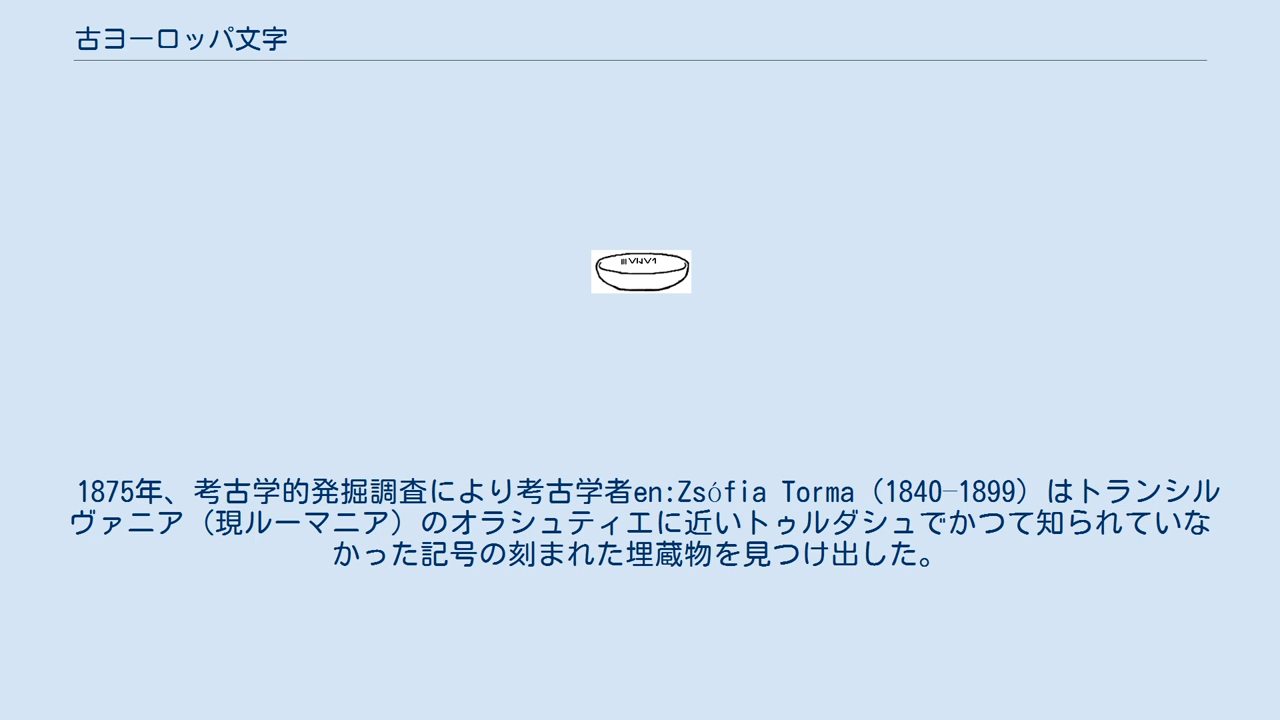 古ヨーロッパ文字
1875年、考古学的発掘調査により考古学者en:Zsófia Torma（1840–1899）はトランシル
ヴァニア（現ルーマニア）のオラシュティエに近いトゥルダシュでかつて知られていな
かった記号の刻まれた埋蔵物を見つけ出した。